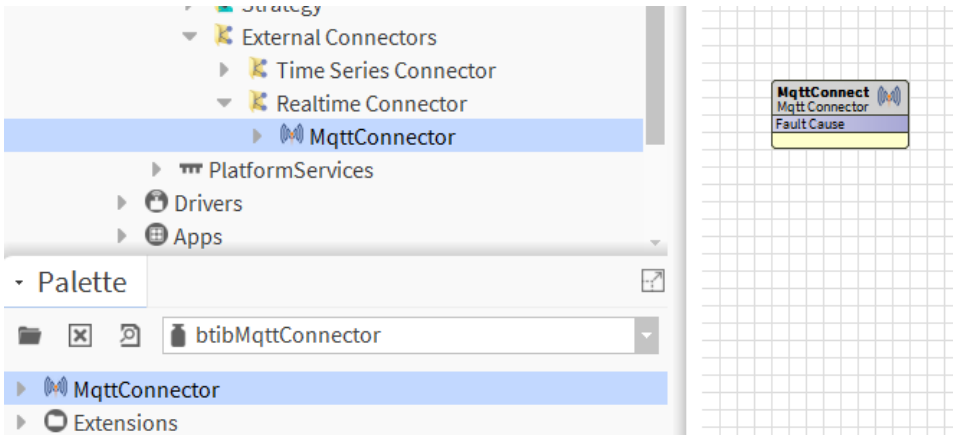 Strategy
External Connectors
Time Series Connector
Realtime Connector
MqttConnector
PlatformServices
Drivers
Apps
Palette
btibMqttConnector
MqttConnector
Extensions
MqttConnect
Mqtt Connector
Fault Cause